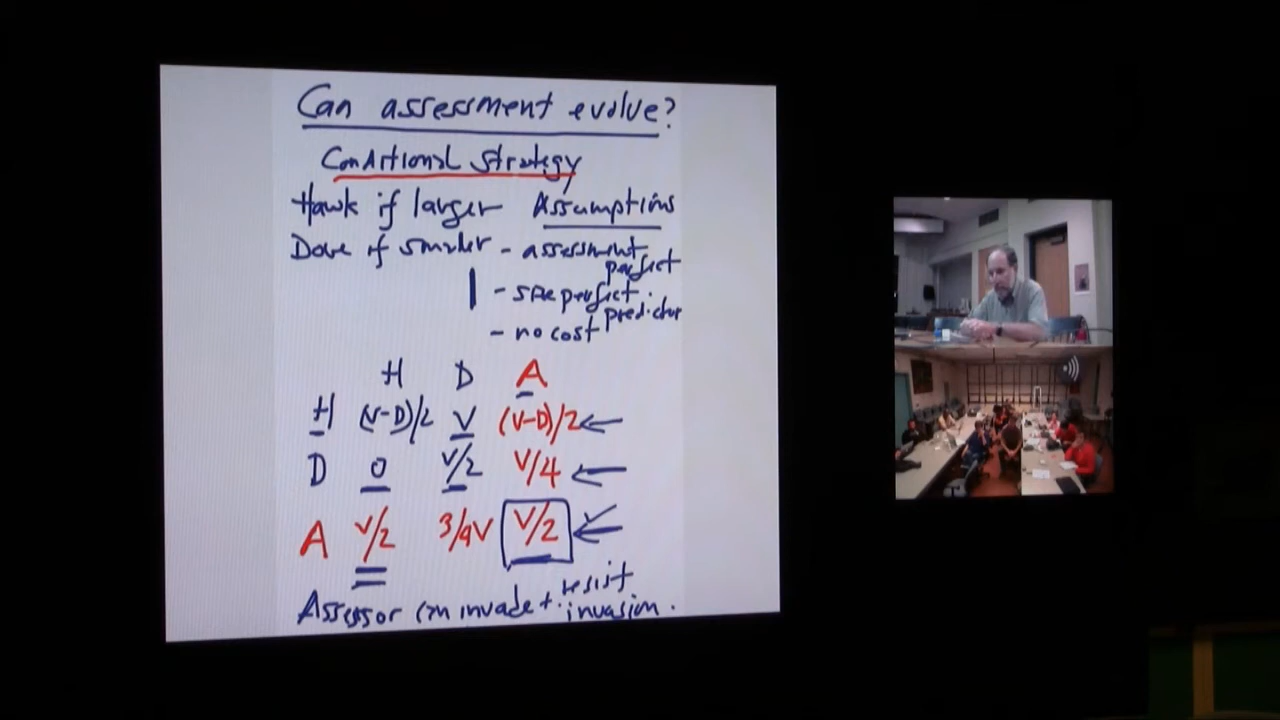 Can assessment evolve?
Conditional Strategy
Hawk if larger Assumptions
Dove if smaller - assessment perfect
- size perfect predictor
- no cost
H D A
H (V-D)/2 V (V-D)/2
D 0 V/2 V/4
A V/2 3/4V V/2
Assessor can invade + resist
invasion.